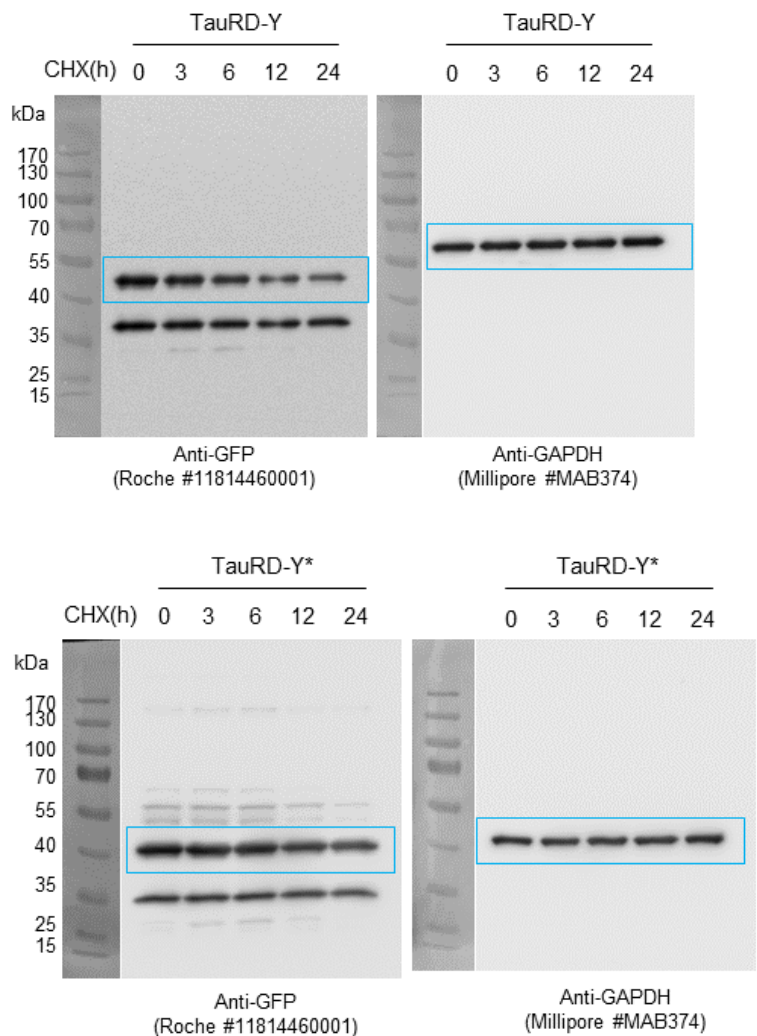 TauRD-Y TauRD-Y
CHX(h) 0 3 6 12 24 0 3 6 12 24
kDa
170
130
100
70
55
40
35
25
15
Anti-GFP Anti-GAPDH
(Roche #11814460001) (Millipore #MAB374)
TauRD-Y* TauRD-Y*
CHX(h) 0 3 6 12 24 0 3 6 12 24
kDa
170
130
100
70
55
40
35
25
15
Anti-GFP Anti-GAPDH
(Roche #11814460001) (Millipore #MAB374)